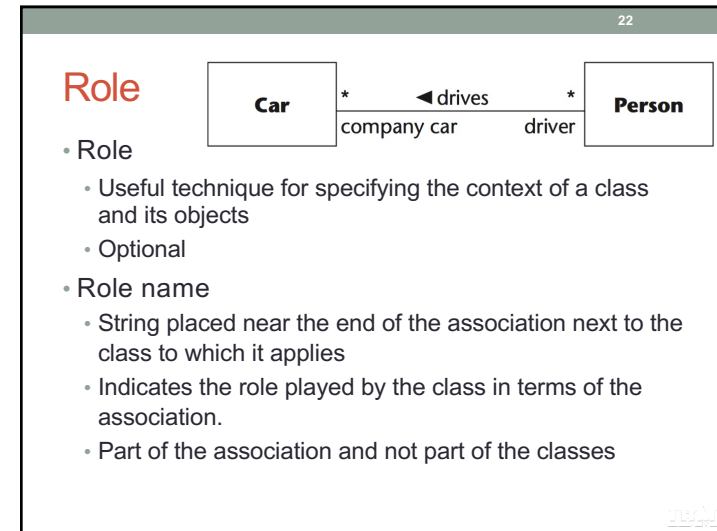 22
Role
Car
*
◄ drives
*
company car
driver
Person
• Role
• Useful technique for specifying the context of a class
and its objects
• Optional
• Role name
• String placed near the end of the association next to the
class to which it applies
• Indicates the role played by the class in terms of the
association.
• Part of the association and not part of the classes